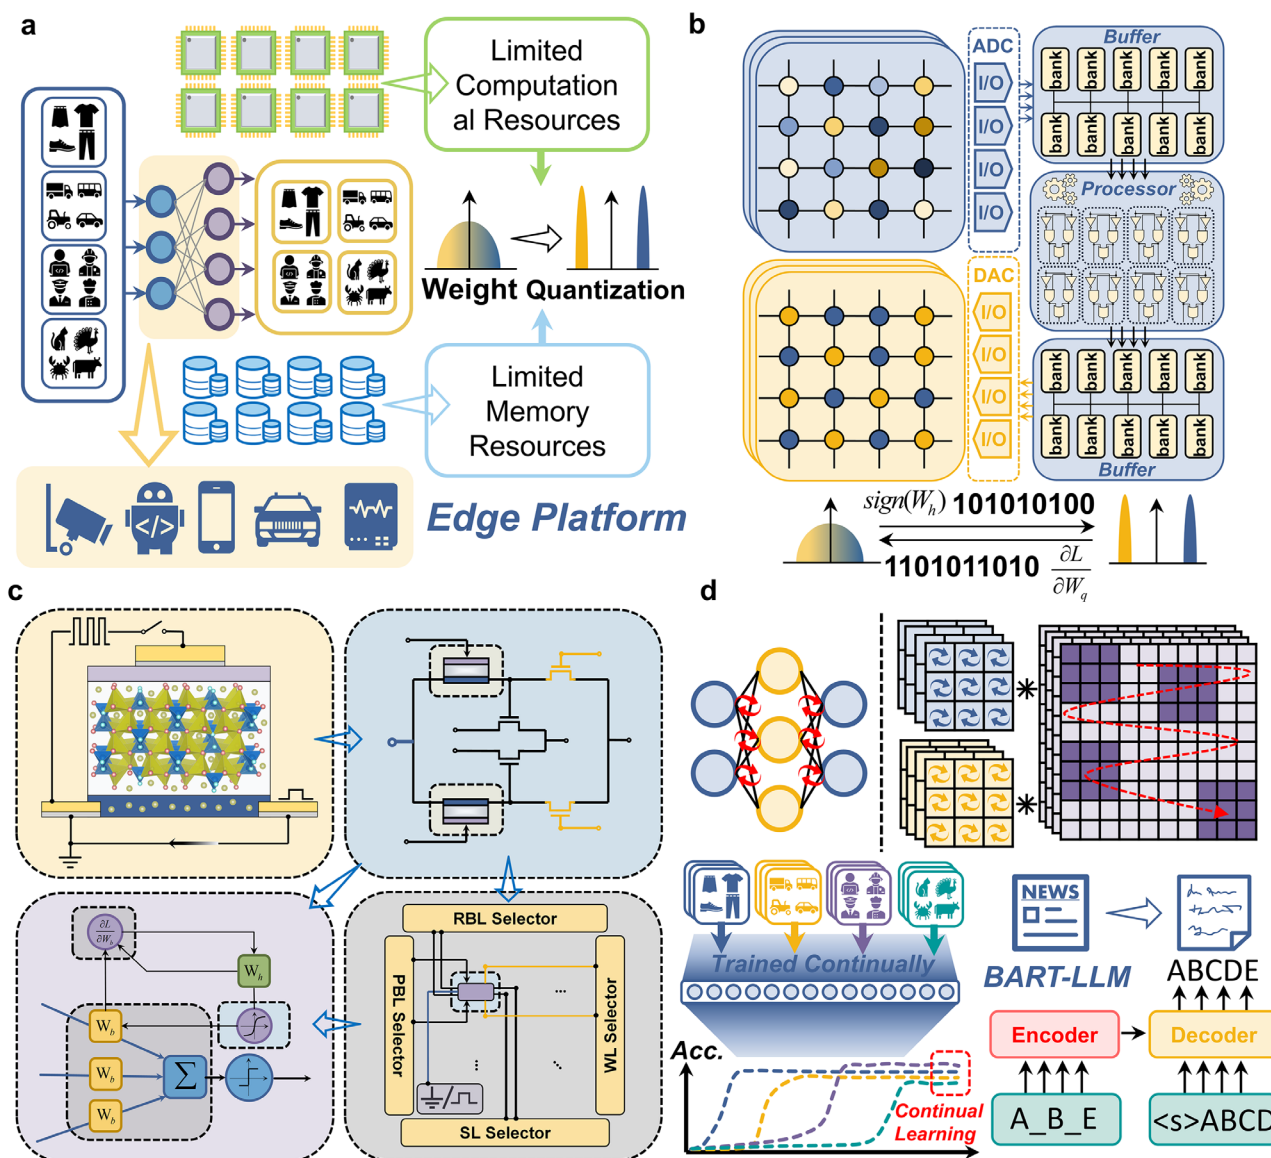 a
Limited
Computation
al Resources
Weight Quantization
Limited
Memory
Resources
Edge Platform
b
ADC
I/O
I/O
I/O
I/O
Buffer
bank
bank
bank
bank
bank
bank
bank
bank
bank
bank
Processor
DAC
I/O
I/O
I/O
I/O
bank
bank
bank
bank
bank
bank
bank
bank
bank
bank
Buffer
sign(W_h) 101010100
1101011010 ∂L/∂W_q
c
∂L/∂W_b
W_h
W_b
W_b
W_b
Σ
RBL Selector
PBL Selector
WL Selector
SL Selector
d
*
*
Trained Continually
Acc.
Continual
Learning
NEWS
BART-LLM
ABCDE
Encoder
Decoder
A_B_E
<s>ABCD